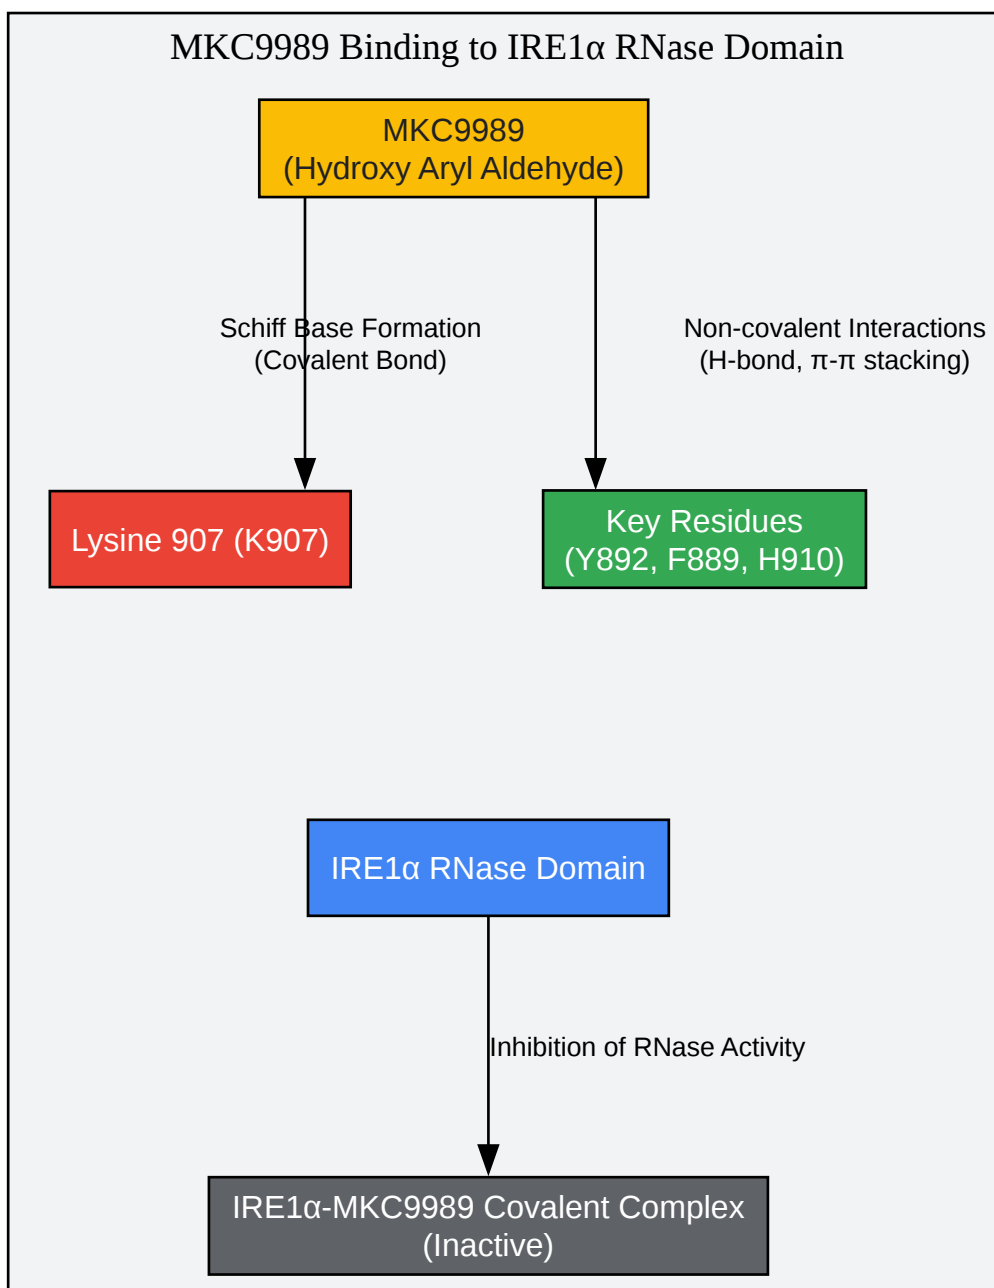 MKC9989 Binding to IRE1α RNase Domain
MKC9989
(Hydroxy Aryl Aldehyde)
Schiff Base Formation
(Covalent Bond)
Non-covalent Interactions
(H-bond, π-π stacking)
Lysine 907 (K907)
Key Residues
(Y892, F889, H910)
IRE1α RNase Domain
Inhibition of RNase Activity
IRE1α-MKC9989 Covalent Complex
(Inactive)